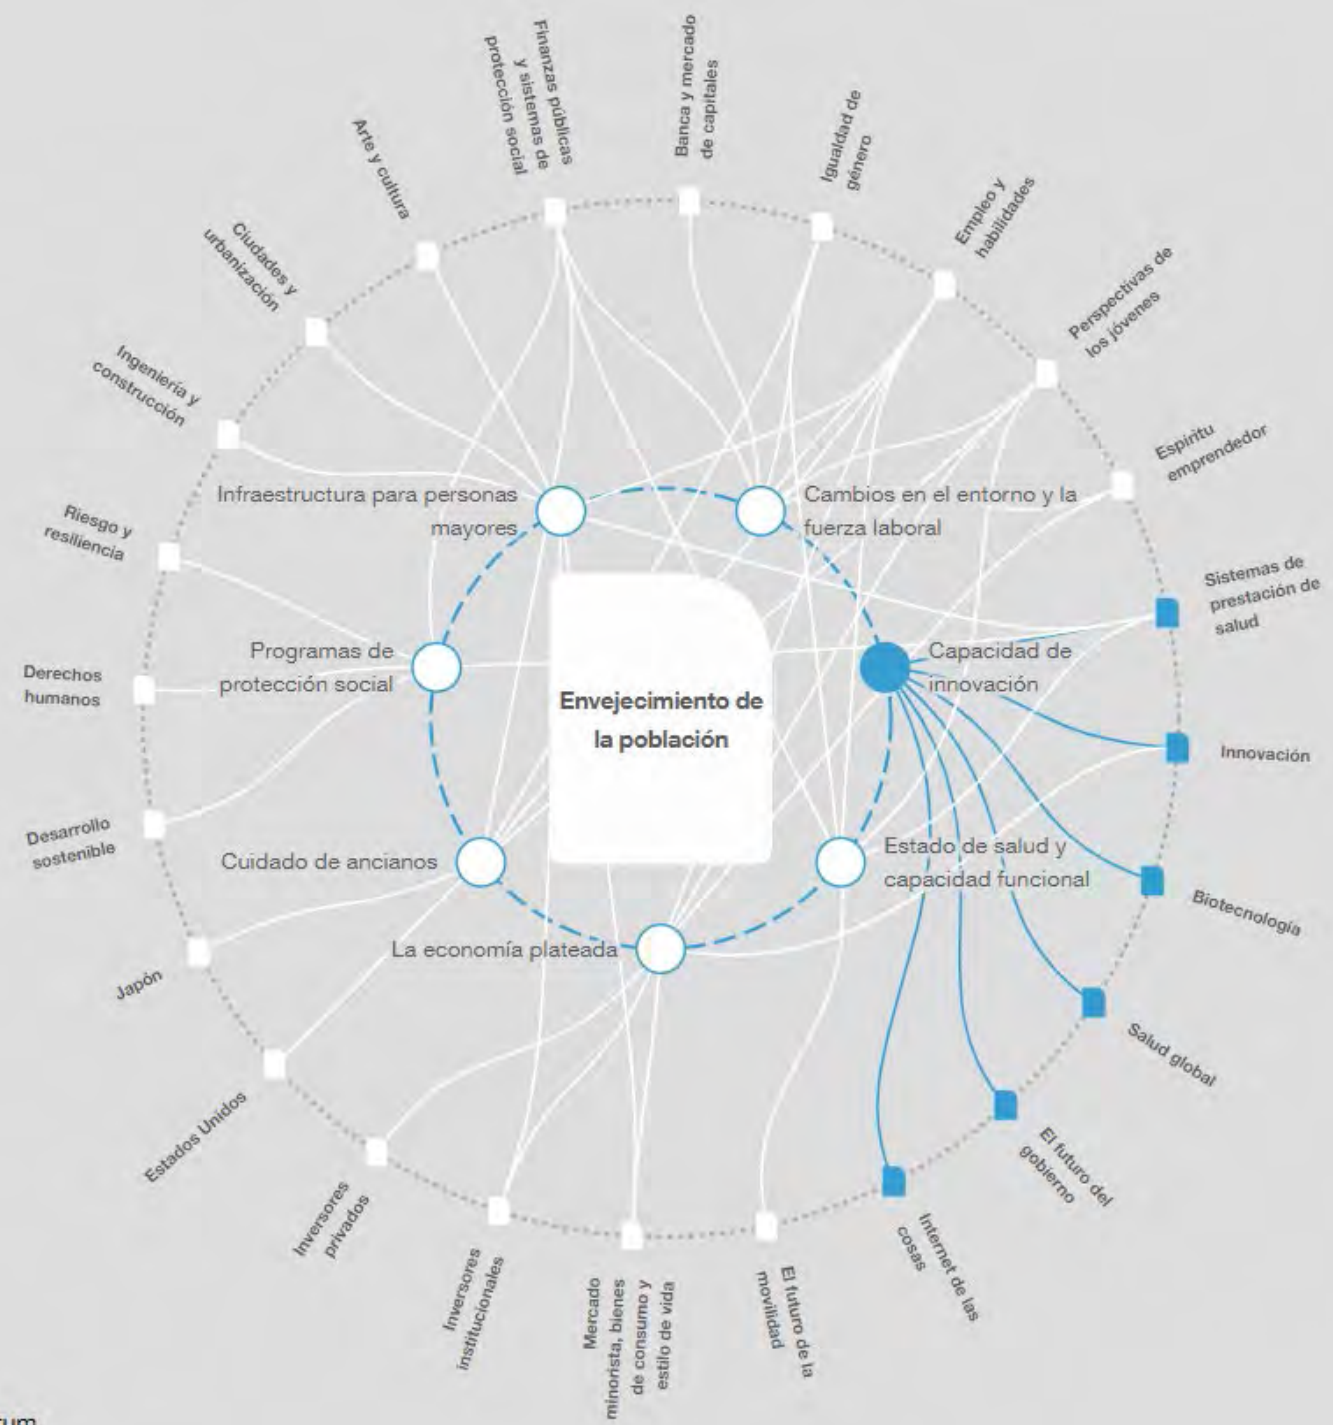 Finanzas públicas
y sistemas de
protección social
Banca y mercado
de capitales
Igualdad de
género
Empleo y
habilidades
Perspectivas de
los jóvenes
Espíritu
emprendedor
Sistemas de
prestación de
salud
Innovación
Biotecnología
Salud global
El futuro del
gobierno
Internet de las
cosas
El futuro de la
movilidad
Mercado
minorista, bienes
de consumo y
estilo de vida
Inversores
institucionales
Inversores
privados
Estados Unidos
Japón
Desarrollo
sostenible
Derechos
humanos
Riesgo y
resiliencia
Ingeniería y
construcción
Ciudades y
urbanización
Arte y cultura
Infraestructura para personas
mayores
Cambios en el entorno y la
fuerza laboral
Programas de
protección social
Capacidad de
innovación
Envejecimiento de
la población
Cuidado de ancianos
Estado de salud y
capacidad funcional
La economía plateada